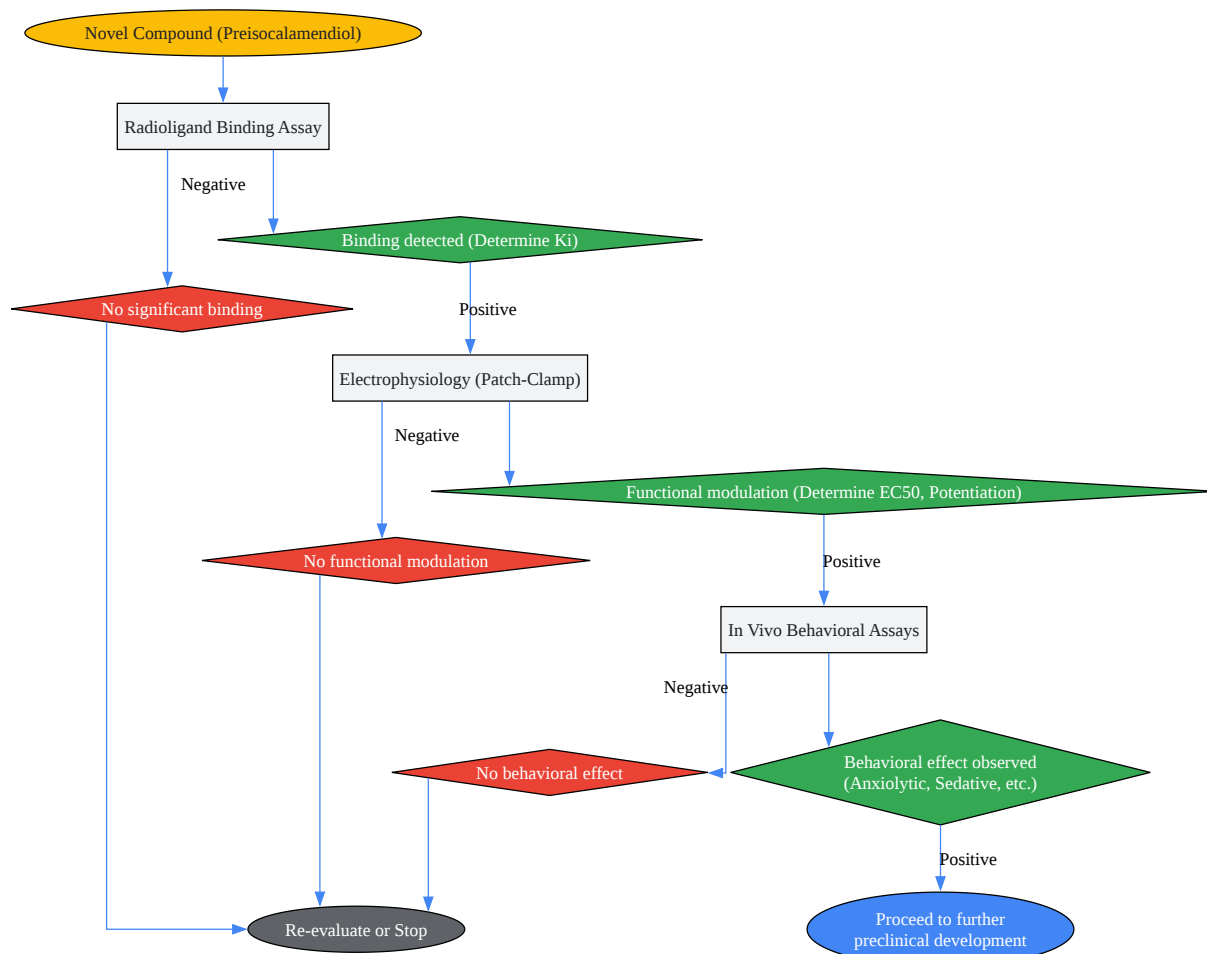 Novel Compound (Preisocalamendiol)
Radioligand Binding Assay
Negative
Binding detected (Determine Ki)
No significant binding
Positive
Electrophysiology (Patch-Clamp)
Negative
Functional modulation (Determine EC50, Potentiation)
No functional modulation
Positive
In Vivo Behavioral Assays
Negative
No behavioral effect
Behavioral effect observed
(Anxiolytic, Sedative, etc.)
Positive
Re-evaluate or Stop
Proceed to further
preclinical development